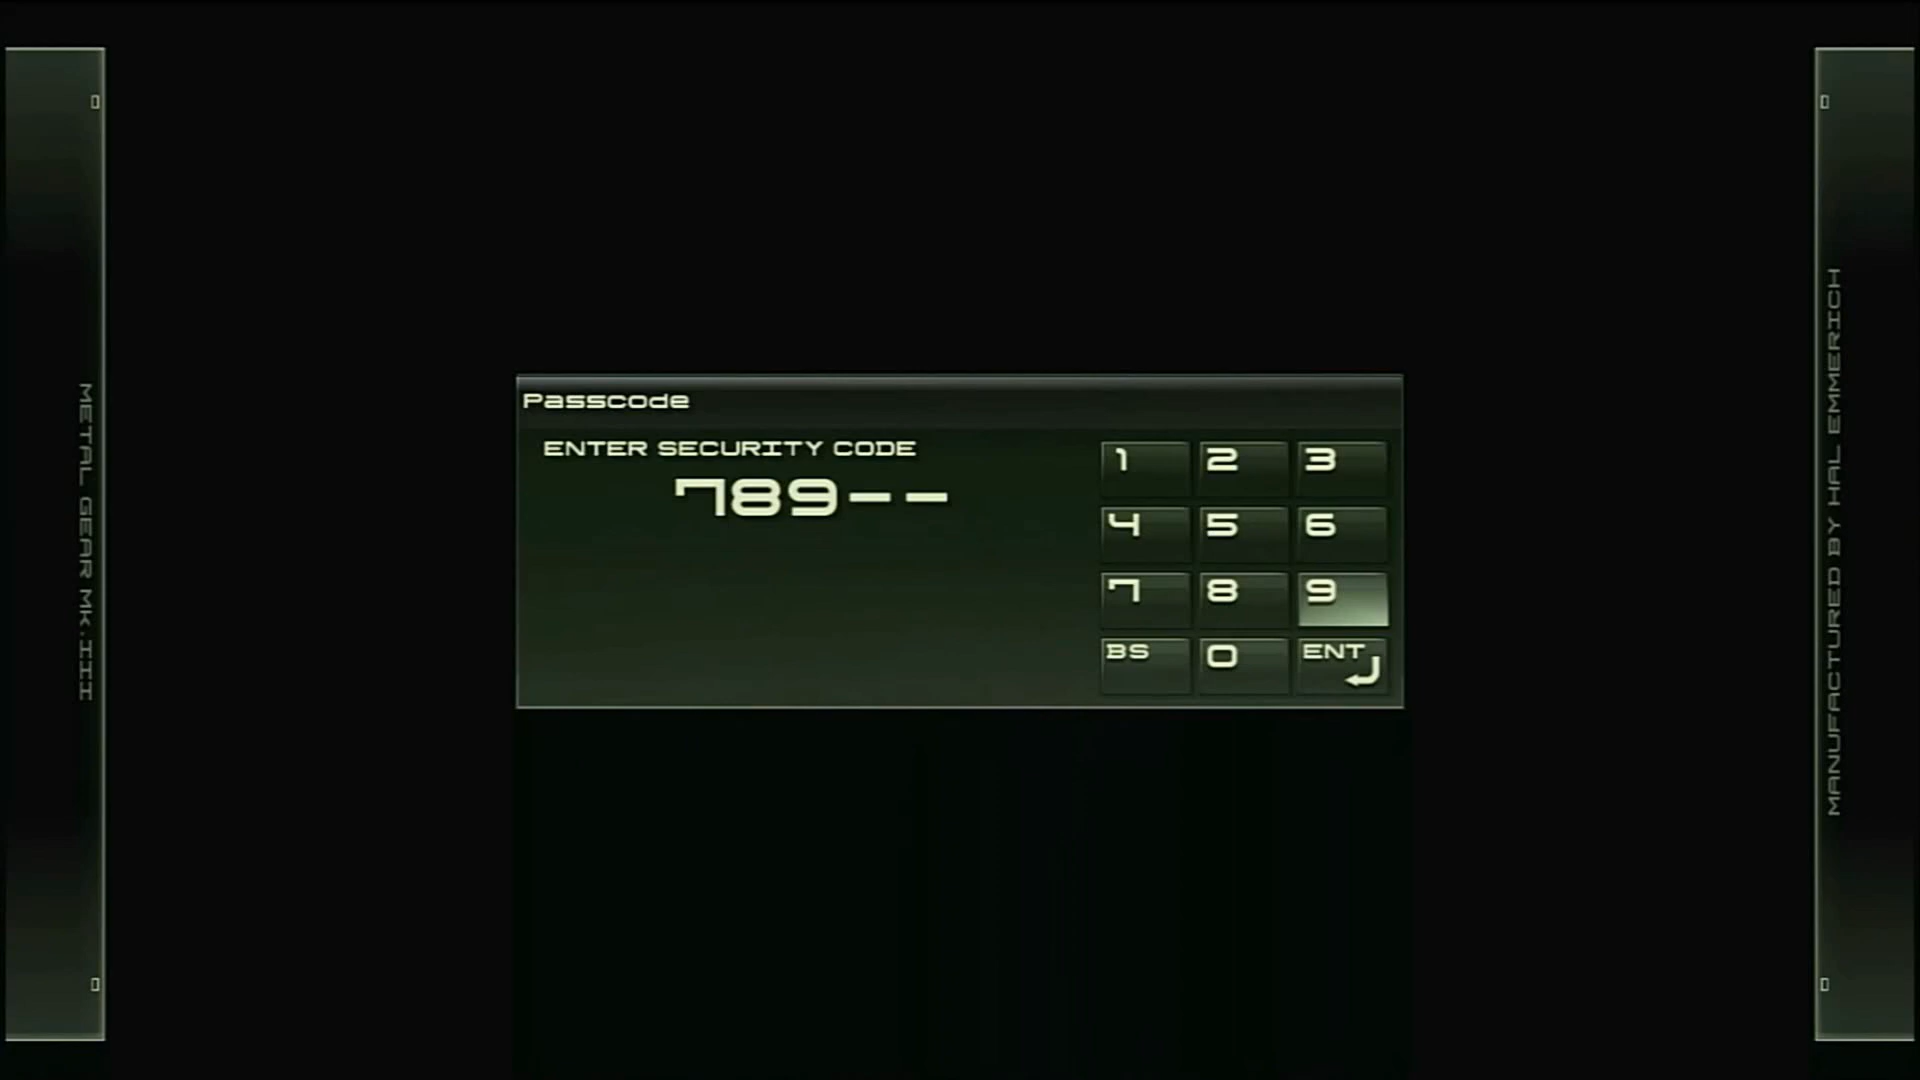 METAL GEAR MK.III
Passcode
ENTER SECURITY CODE
789--
1 2 3
4 5 6
7 8 9
BS 0 ENT
MANUFACTURED BY HAL EMMERICH